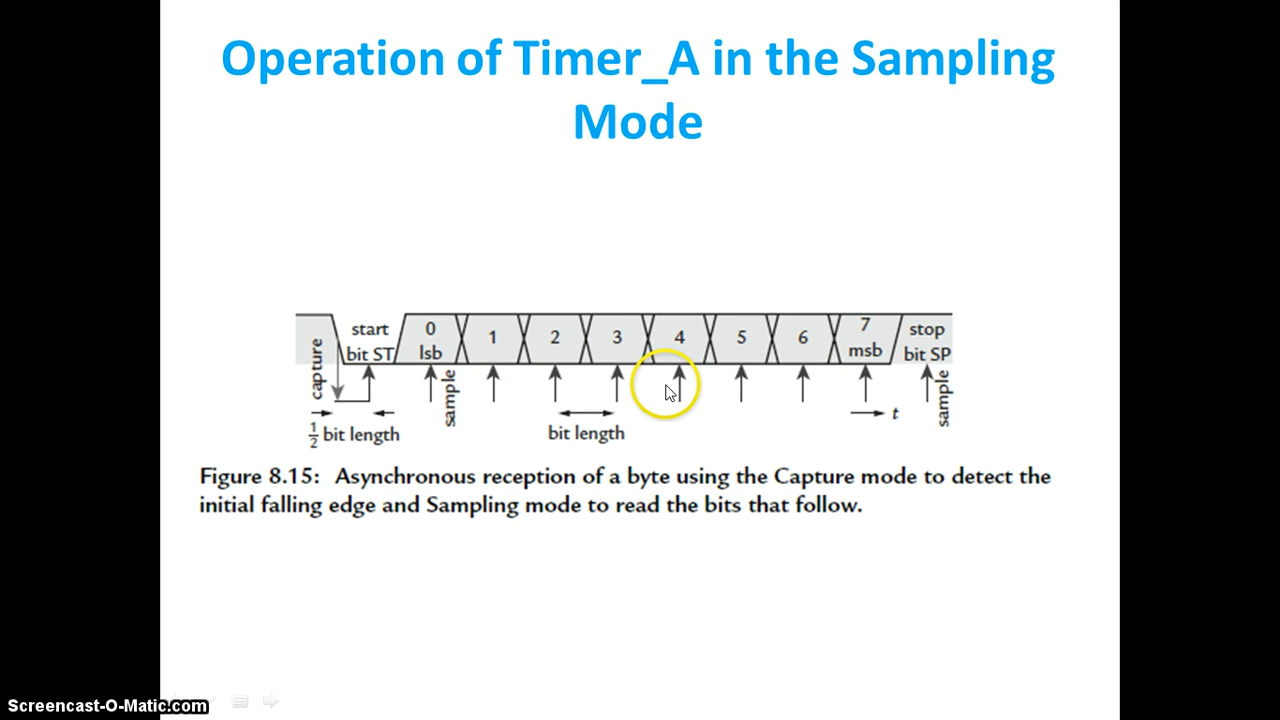 Operation of Timer_A in the Sampling
Mode
capture
start
bit ST
0
lsb
1
2
3
4
5
6
7
msb
stop
bit SP
sample
sample
t
1/2 bit length
bit length
Figure 8.15: Asynchronous reception of a byte using the Capture mode to detect the
initial falling edge and Sampling mode to read the bits that follow.
Screencast-O-Matic.com